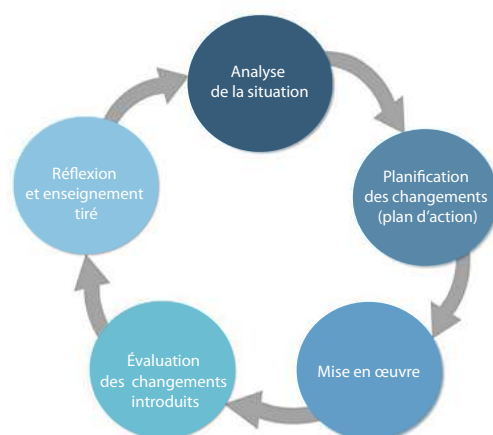 Analyse
de la situation
Planification
des changements
(plan d'action)
Mise en œuvre
Évaluation
des changements
introduits
Réflexion
et enseignement
tiré